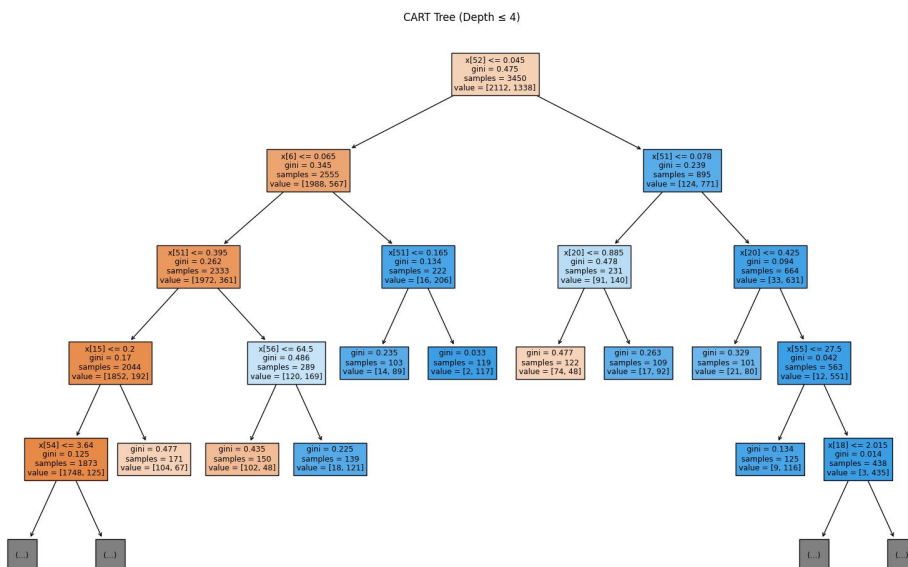 CART Tree (Depth ≤ 4)
x[52] <= 0.045
gini = 0.475
samples = 3450
value = [2112, 1338]
x[6] <= 0.065
gini = 0.345
samples = 2555
value = [1988, 567]
x[51] <= 0.078
gini = 0.239
samples = 895
value = [124, 771]
x[51] <= 0.395
gini = 0.262
samples = 2333
value = [1972, 361]
x[51] <= 0.165
gini = 0.134
samples = 222
value = [16, 206]
x[20] <= 0.885
gini = 0.478
samples = 231
value = [91, 140]
x[20] <= 0.425
gini = 0.094
samples = 664
value = [33, 631]
x[15] <= 0.2
gini = 0.17
samples = 2044
value = [1852, 192]
x[56] <= 64.5
gini = 0.486
samples = 289
value = [120, 169]
gini = 0.235
samples = 103
value = [14, 89]
gini = 0.033
samples = 119
value = [2, 117]
gini = 0.477
samples = 122
value = [74, 48]
gini = 0.263
samples = 109
value = [17, 92]
gini = 0.329
samples = 101
value = [21, 80]
x[55] <= 27.5
gini = 0.042
samples = 563
value = [12, 551]
x[54] <= 3.64
gini = 0.125
samples = 1873
value = [1748, 125]
gini = 0.477
samples = 171
value = [104, 67]
gini = 0.435
samples = 150
value = [102, 48]
gini = 0.225
samples = 139
value = [18, 121]
gini = 0.134
samples = 125
value = [9, 116]
x[18] <= 2.015
gini = 0.014
samples = 438
value = [3, 435]
(...)
(...)
(...)
(...)